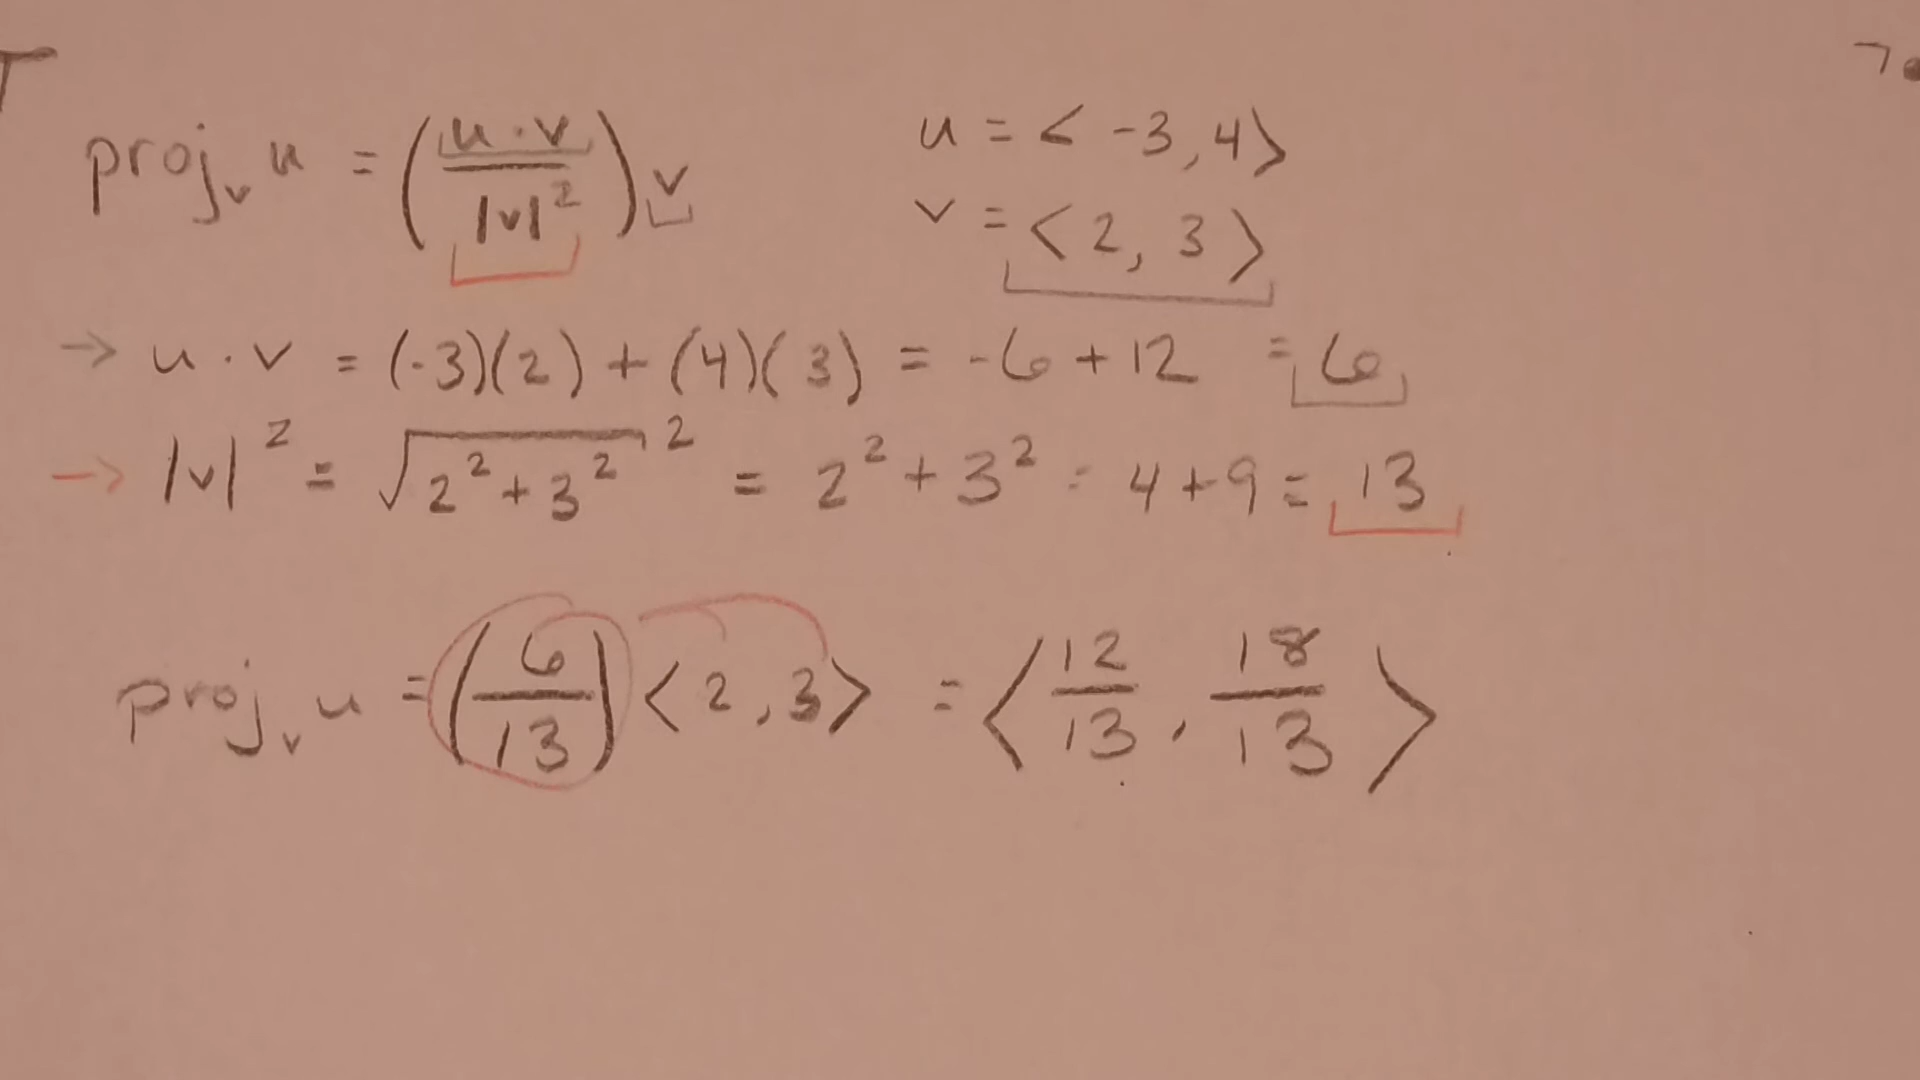 proj_v u = (u · v / |v|²) v
u = < -3, 4>
v = <2, 3>
→ u · v = (-3)(2) + (4)(3) = -6 + 12 = 6
→ |v|² = √(2² + 3²)² = 2² + 3² = 4 + 9 = 13
proj_v u = (6/13) <2, 3> = <12/13, 18/13>